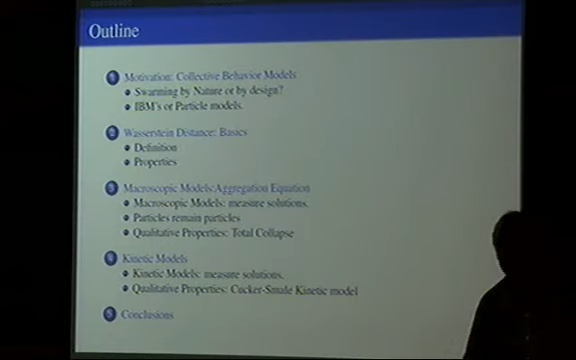 Outline
1 Motivation: Collective Behavior Models
Swarming by Nature or by design?
IBM's or Particle models.
2 Wasserstein Distance: Basics
Definition
Properties
3 Macroscopic Models:Aggregation Equation
Macroscopic Models: measure solutions.
Particles remain particles
Qualitative Properties: Total Collapse
4 Kinetic Models
Kinetic Models: measure solutions.
Qualitative Properties: Cucker-Smale Kinetic model
5 Conclusions